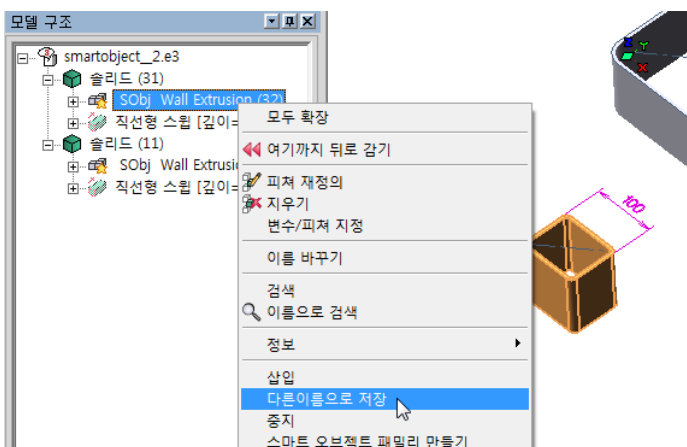 모델 구조
smartobject__2.e3
솔리드 (31)
SObj Wall Extrusion (32)
직선형 스윕 [깊이=
솔리드 (11)
SObj Wall Extrusi
직선형 스윕 [깊이=
모두 확장
여기까지 뒤로 감기
피쳐 재정의
지우기
변수/피쳐 지정
이름 바꾸기
검색
이름으로 검색
정보
삽입
다른이름으로 저장
중지
스마트 오브젝트 패밀리 만들기
Z
Y
X
100